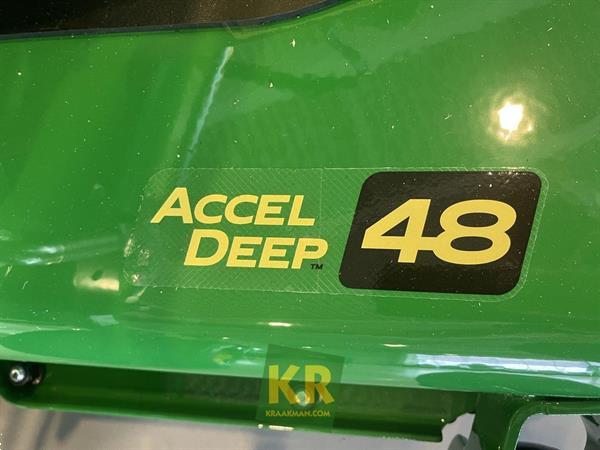 ACCEL
DEEP™ 48
KR
KRAAKMAN.COM